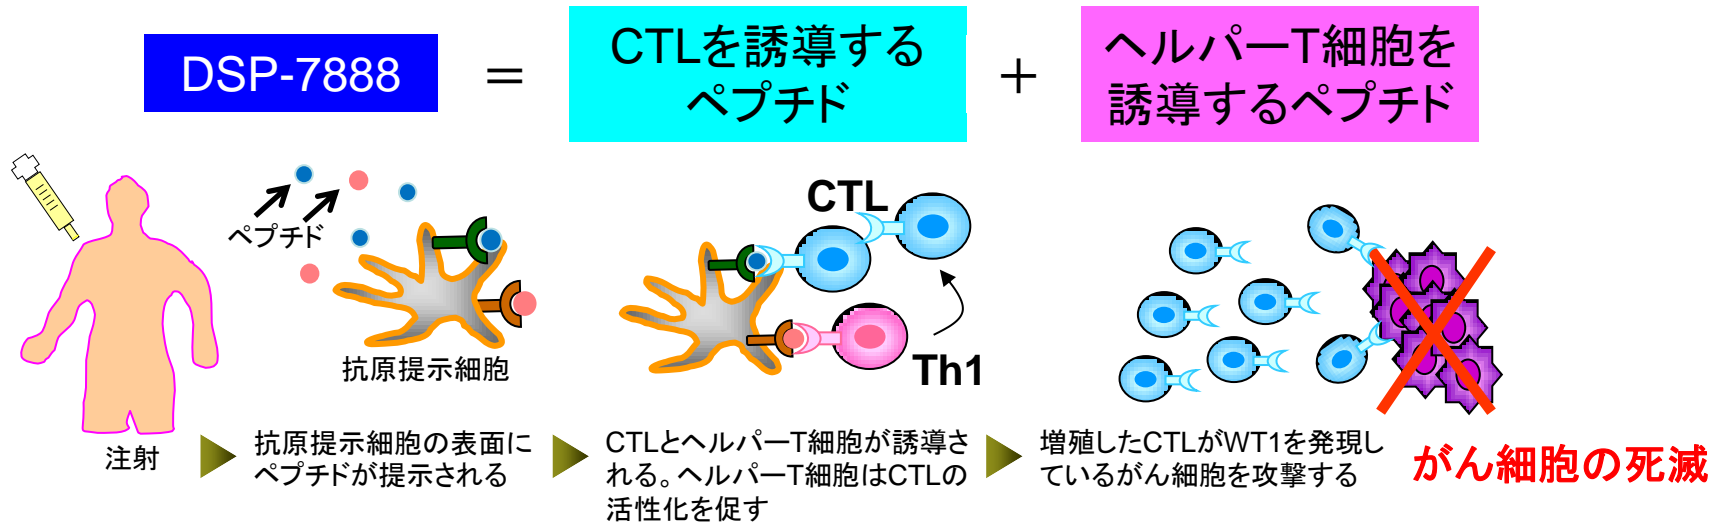 DSP-7888
=
CTLを誘導する
ペプチド
+
ヘルパーT細胞を
誘導するペプチド
ペプチド
抗原提示細胞
CTL
Th1
注射
抗原提示細胞の表面に
ペプチドが提示される
CTLとヘルパーT細胞が誘導さ
れる。ヘルパーT細胞はCTLの
活性化を促す
増殖したCTLがWT1を発現し
ているがん細胞を攻撃する
がん細胞の死滅